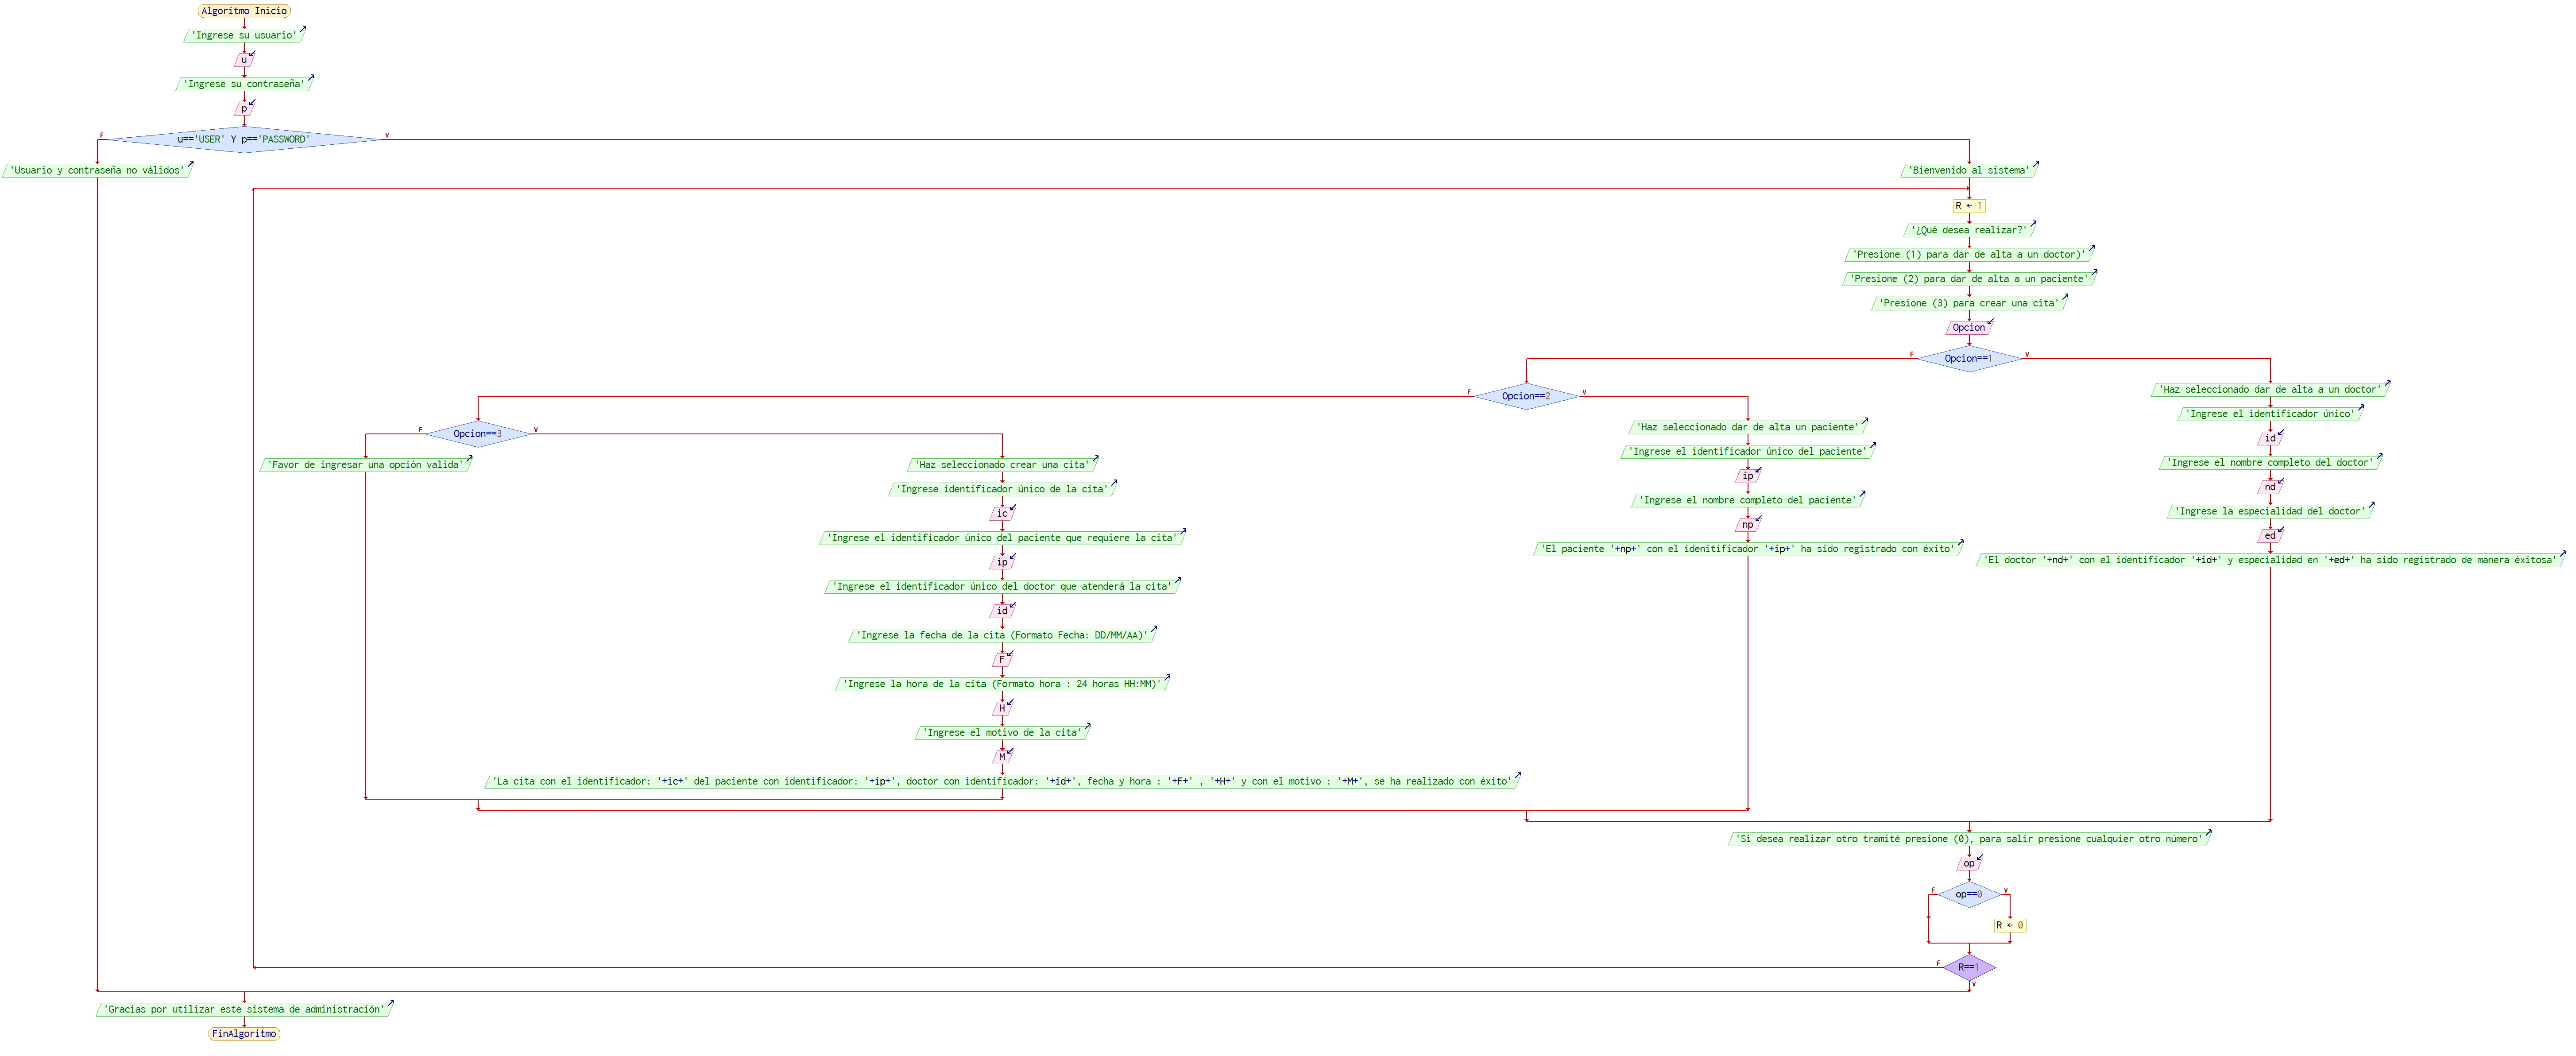 Algoritmo Inicio
'Ingrese su usuario'
u
'Ingrese su contraseña'
p
u=='USER' Y p=='PASSWORD'
F
V
'Usuario y contraseña no válidos'
'Bienvenido al sistema'
R ← 1
'¿Qué desea realizar?'
'Presione (1) para dar de alta a un doctor)'
'Presione (2) para dar de alta a un paciente'
'Presione (3) para crear una cita'
Opcion
Opcion==1
F
V
'Haz seleccionado dar de alta a un doctor'
'Ingrese el identificador único'
id
'Ingrese el nombre completo del doctor'
nd
'Ingrese la especialidad del doctor'
ed
'El doctor '+nd+' con el identificador '+id+' y especialidad en '+ed+' ha sido registrado de manera éxitosa'
Opcion==2
F
V
'Haz seleccionado dar de alta un paciente'
'Ingrese el identificador único del paciente'
ip
'Ingrese el nombre completo del paciente'
np
'El paciente '+np+' con el idenitificador '+ip+' ha sido registrado con éxito'
Opcion==3
F
V
'Favor de ingresar una opción valida'
'Haz seleccionado crear una cita'
'Ingrese identificador único de la cita'
ic
'Ingrese el identificador único del paciente que requiere la cita'
ip
'Ingrese el identificador único del doctor que atenderá la cita'
id
'Ingrese la fecha de la cita (Formato Fecha: DD/MM/AA)'
F
'Ingrese la hora de la cita (Formato hora : 24 horas HH:MM)'
H
'Ingrese el motivo de la cita'
M
'La cita con el identificador: '+ic+' del paciente con identificador: '+ip+', doctor con identificador: '+id+', fecha y hora : '+F+' , '+H+' y con el motivo : '+M+', se ha realizado con éxito'
'Si desea realizar otro tramité presione (0), para salir presione cualquier otro número'
op
op==0
F
V
R ← 0
R==1
F
V
'Gracias por utilizar este sistema de administración'
FinAlgoritmo